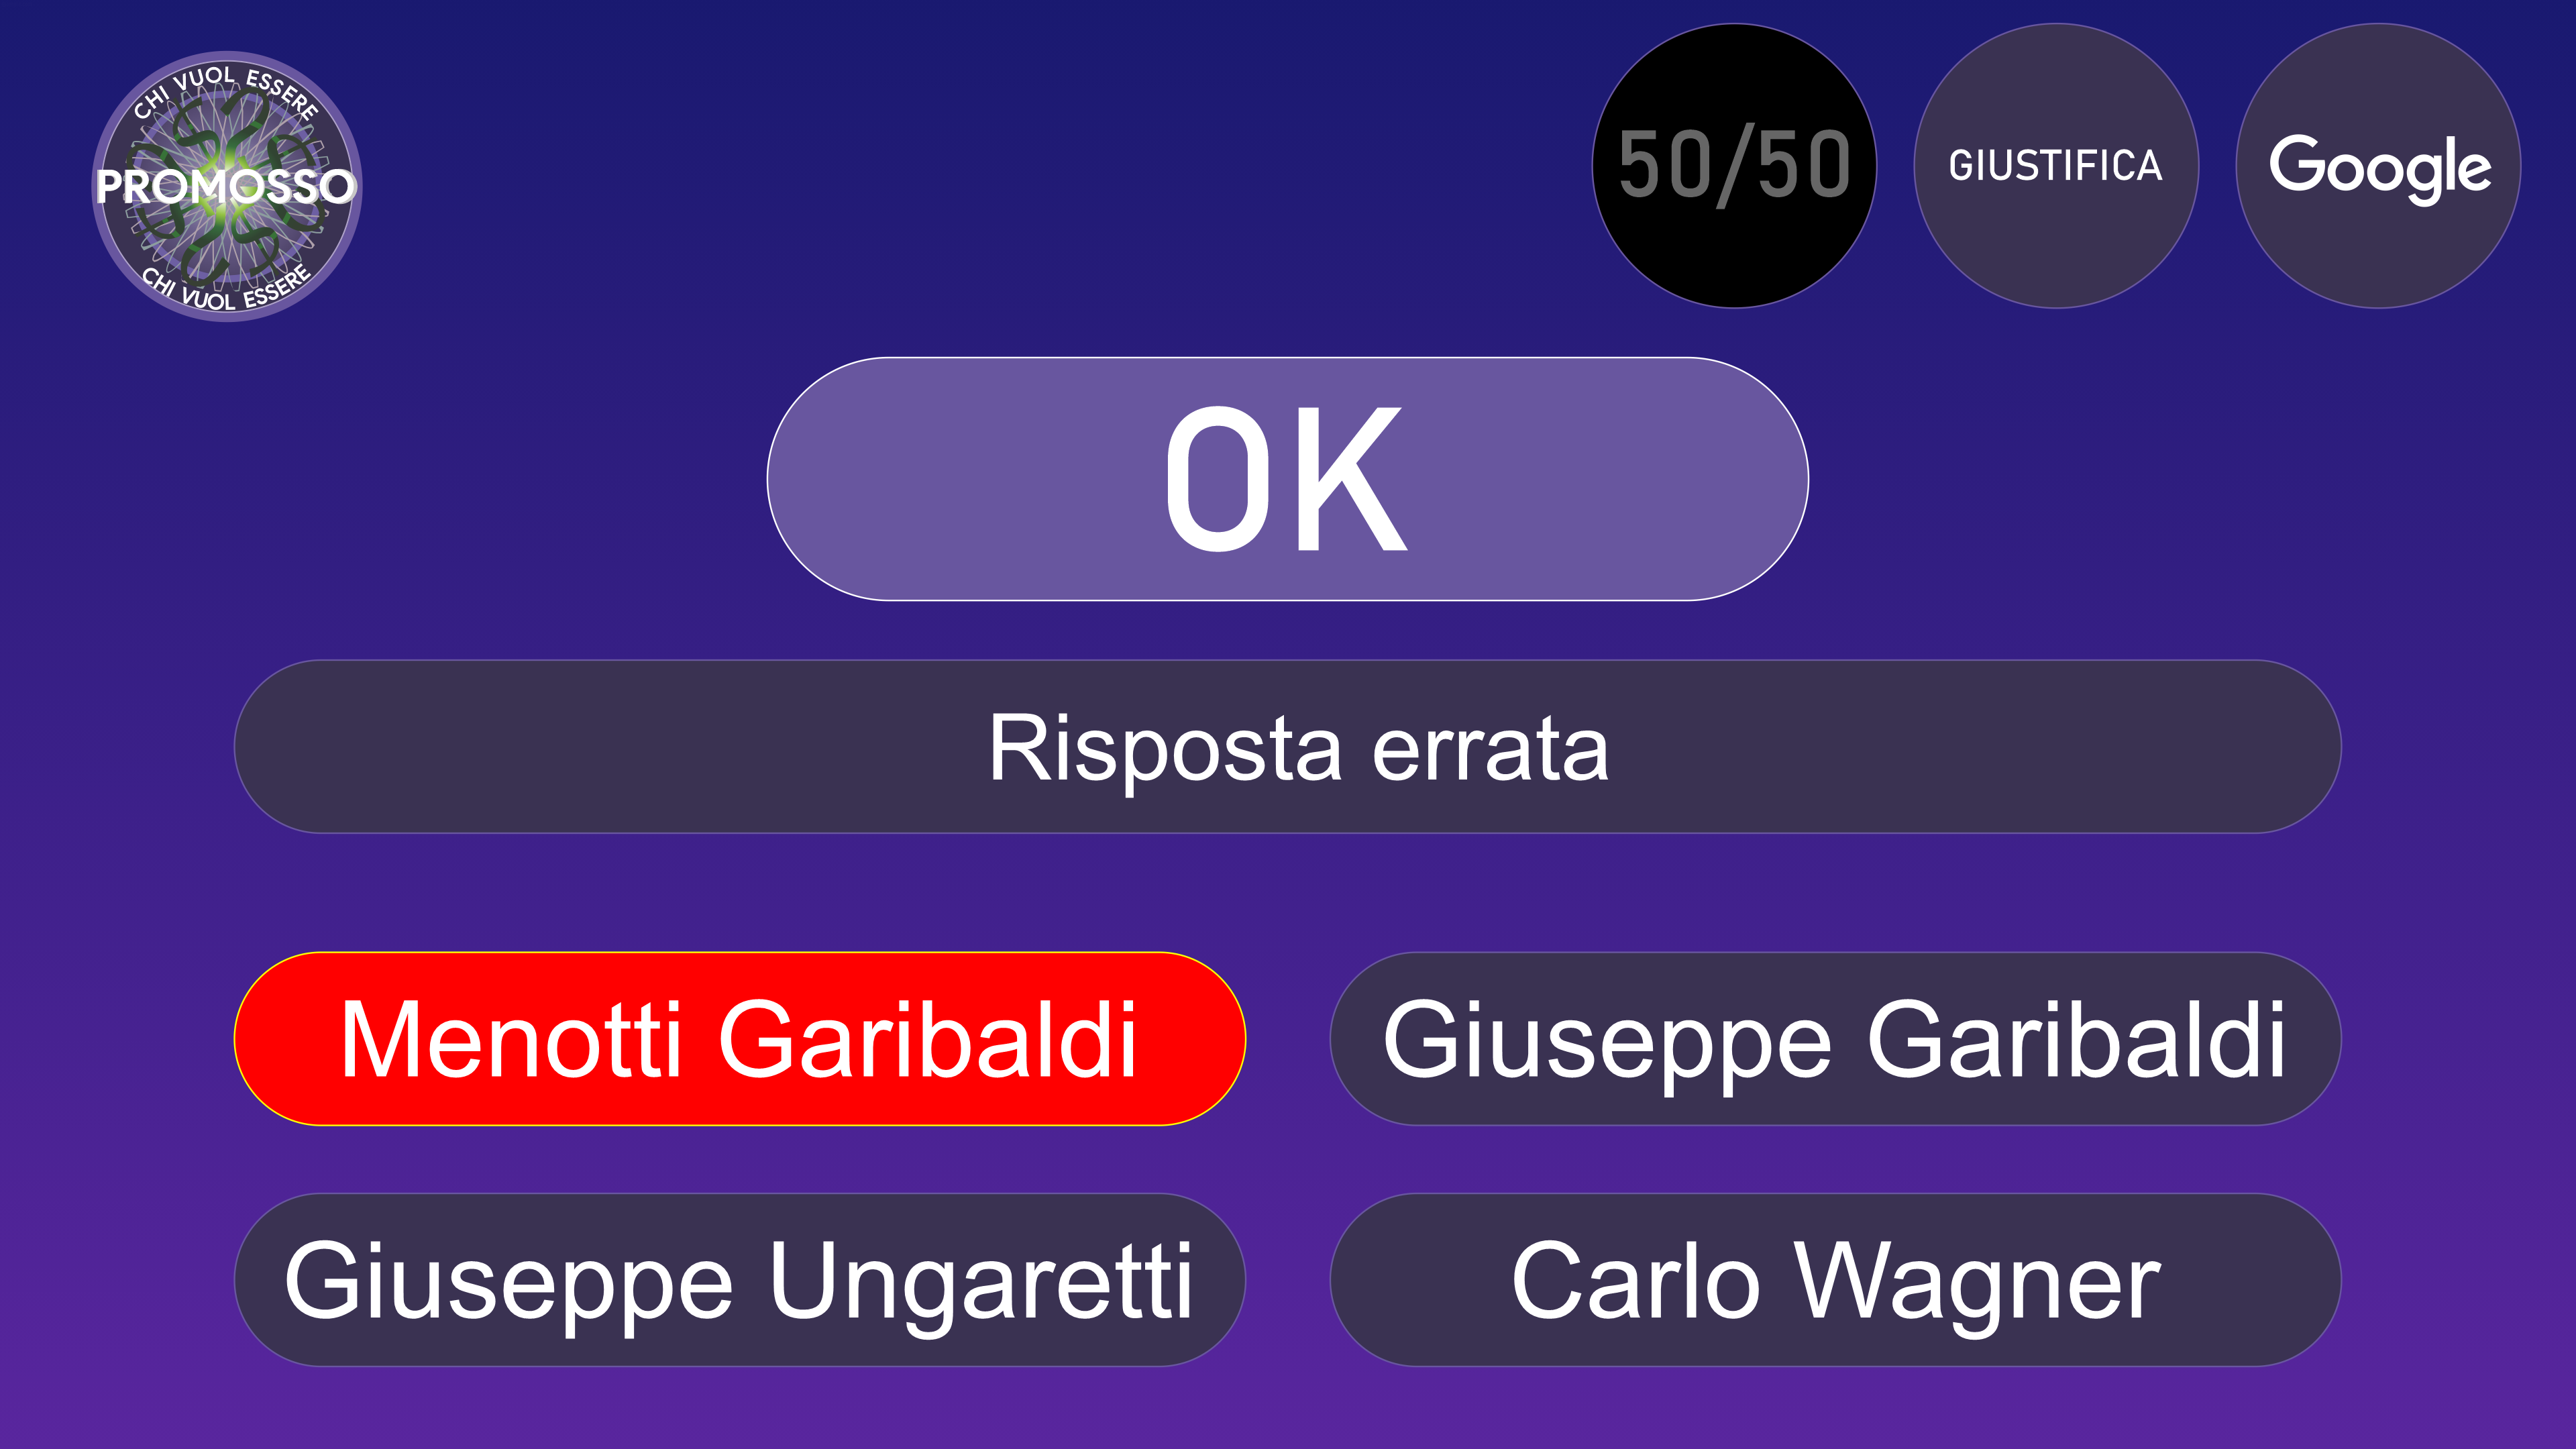 CHI VUOL ESSERE
PROMOSSO
CHI VUOL ESSERE
50/50
GIUSTIFICA
Google
OK
Risposta errata
Menotti Garibaldi
Giuseppe Garibaldi
Giuseppe Ungaretti
Carlo Wagner